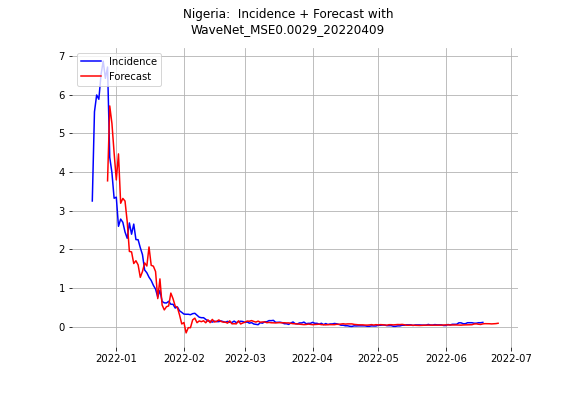 Nigeria:  Incidence + Forecast with
WaveNet_MSE0.0029_20220409
Incidence
Forecast
7
6
5
4
3
2
1
0
2022-01 2022-02 2022-03 2022-04 2022-05 2022-06 2022-07